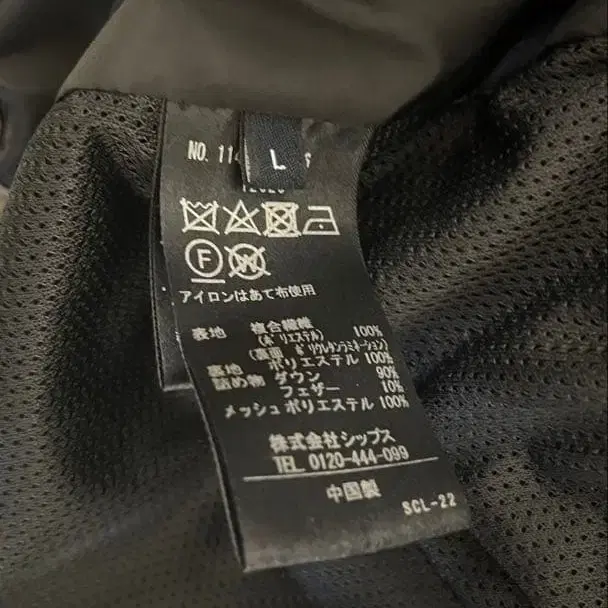 NO. 114
L
F
W
アイロンはあて布使用
表地 複合繊維 100%
(ポリエステル)
(裏面 ポリウレタンラミネーション)
裏地 ポリエステル 100%
詰め物 ダウン 90%
フェザー 10%
メッシュ ポリエステル 100%
株式会社シップス
TEL 0120-444-099
中国製
SCL-22